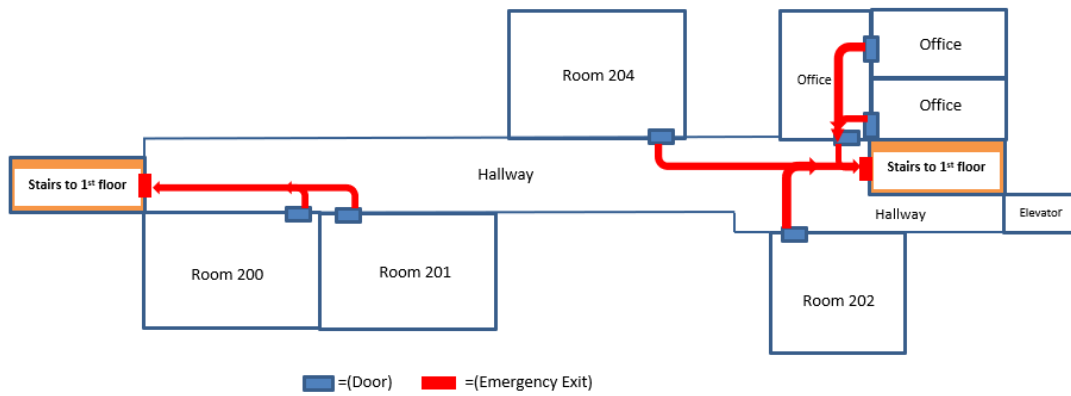 Office
Room 204
Office
Office
Stairs to 1st floor
Hallway
Stairs to 1st floor
Hallway
Elevator
Room 200
Room 201
Room 202
=(Door)
=(Emergency Exit)